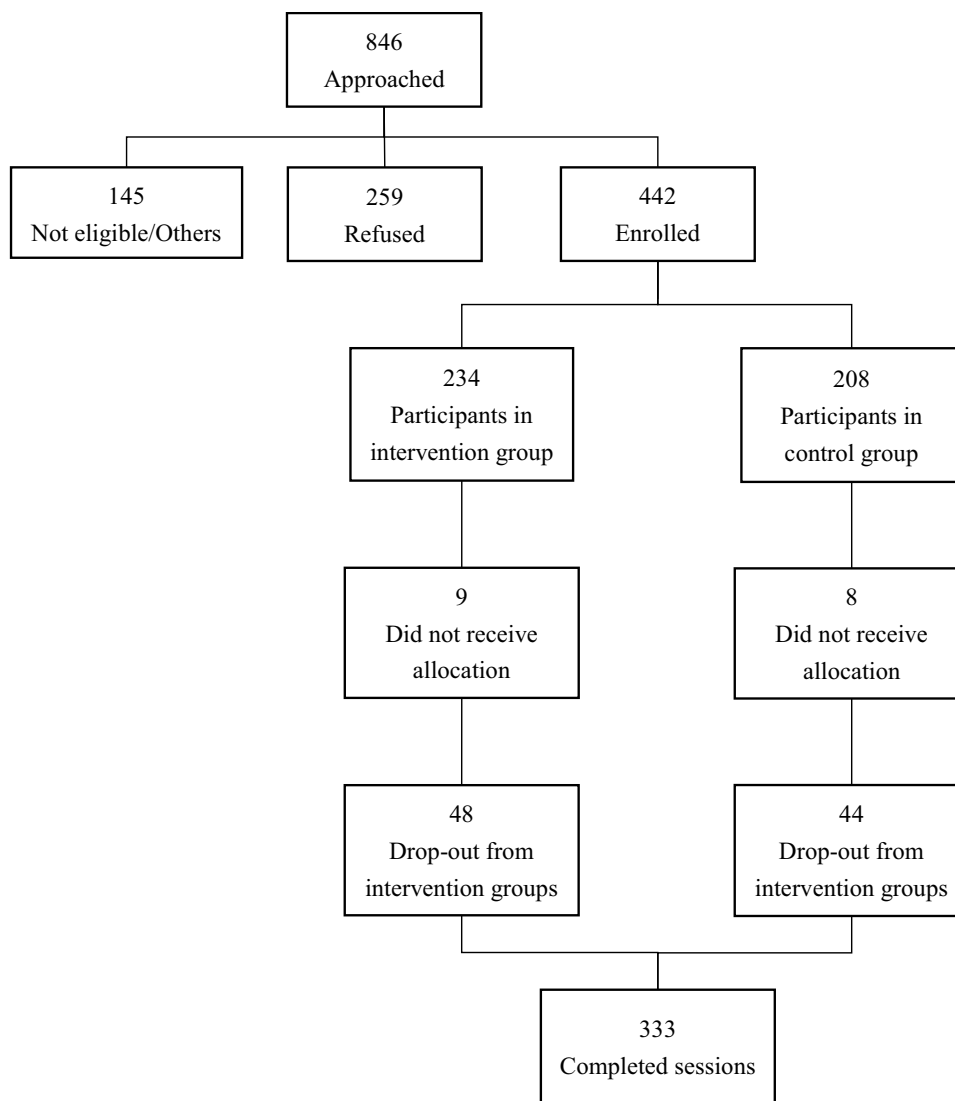 846
Approached
145
Not eligible/Others
259
Refused
442
Enrolled
234
Participants in
intervention group
208
Participants in
control group
9
Did not receive
allocation
8
Did not receive
allocation
48
Drop-out from
intervention groups
44
Drop-out from
intervention groups
333
Completed sessions